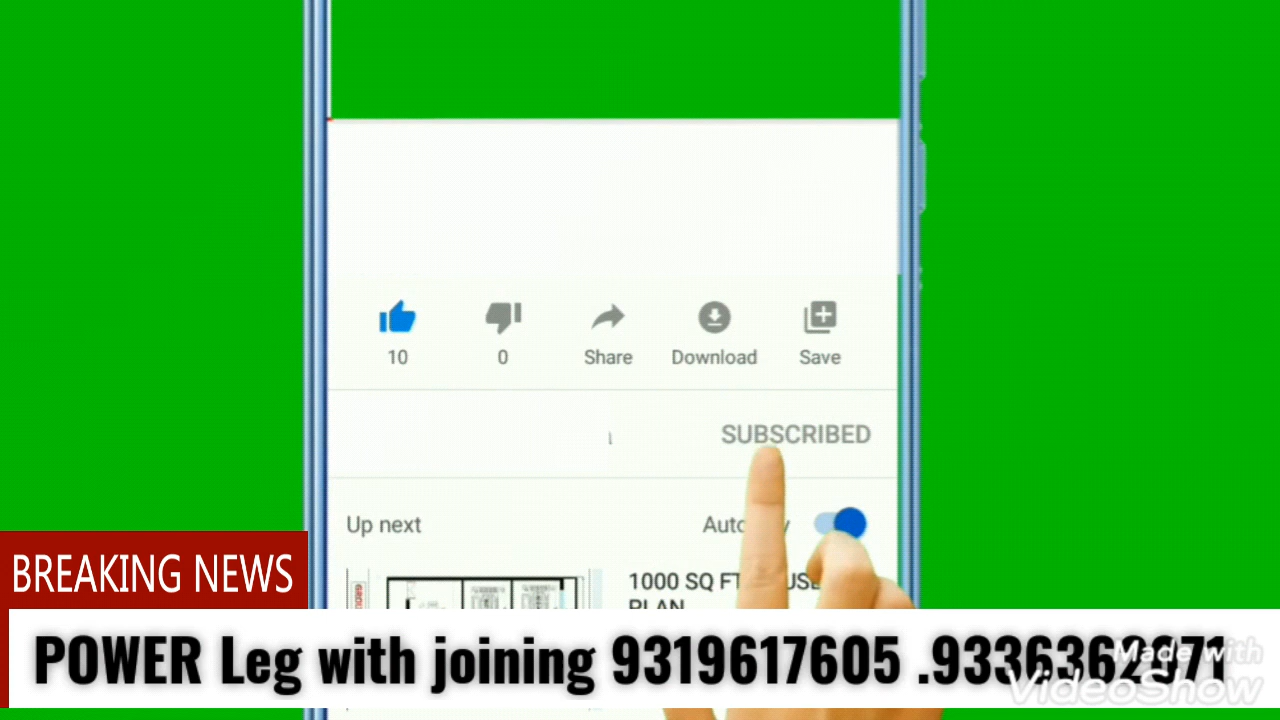 10
0
Share
Download
Save
SUBSCRIBED
Up next
1000 SQ FT
PLAN
BREAKING NEWS
POWER Leg with joining 9319617605 .9336362971
Made with
VideoShow